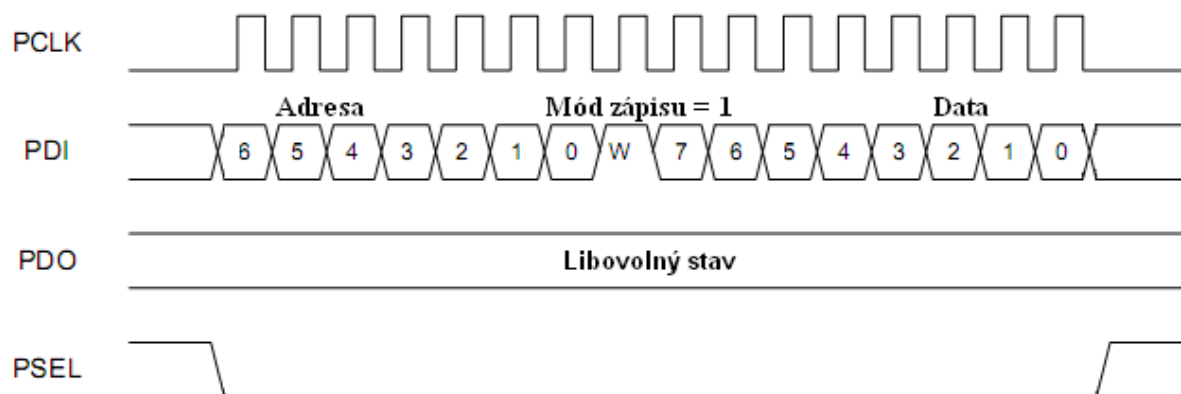 PCLK
Adresa Mód zápisu = 1 Data
PDI 6 5 4 3 2 1 0 W 7 6 5 4 3 2 1 0
PDO Libovolný stav
PSEL